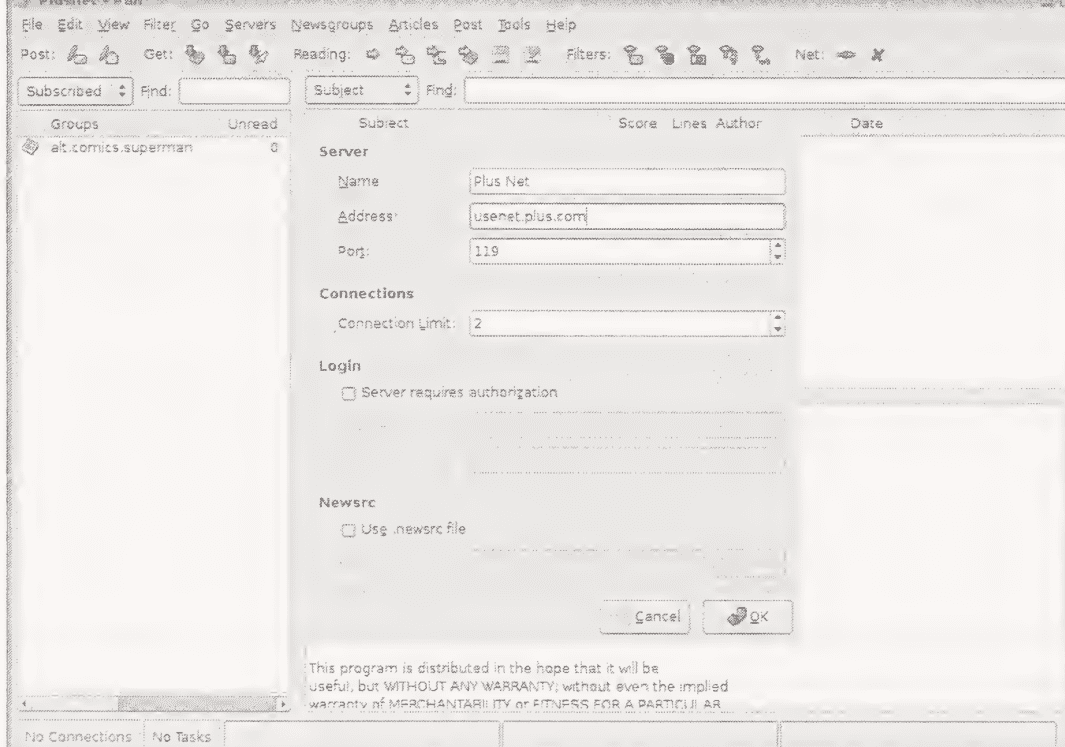 Plusnet - Pan
File Edit View Filter Go Servers Newsgroups Articles Post Tools Help
Post: Get: Reading: Filters: Net:
Subscribed Find: Subject Find:
Groups Unread Subject Score Lines Author Date
alt.comics.superman 0
Server
Name Plus Net
Address: usenet.plus.com
Port: 119
Connections
Connection Limit: 2
Login
Server requires authorization
Newsrc
Use .newsrc file
Cancel OK
This program is distributed in the hope that it will be
useful, but WITHOUT ANY WARRANTY; without even the implied
warranty of MERCHANTABILITY or FITNESS FOR A PARTICULAR
No Connections No Tasks